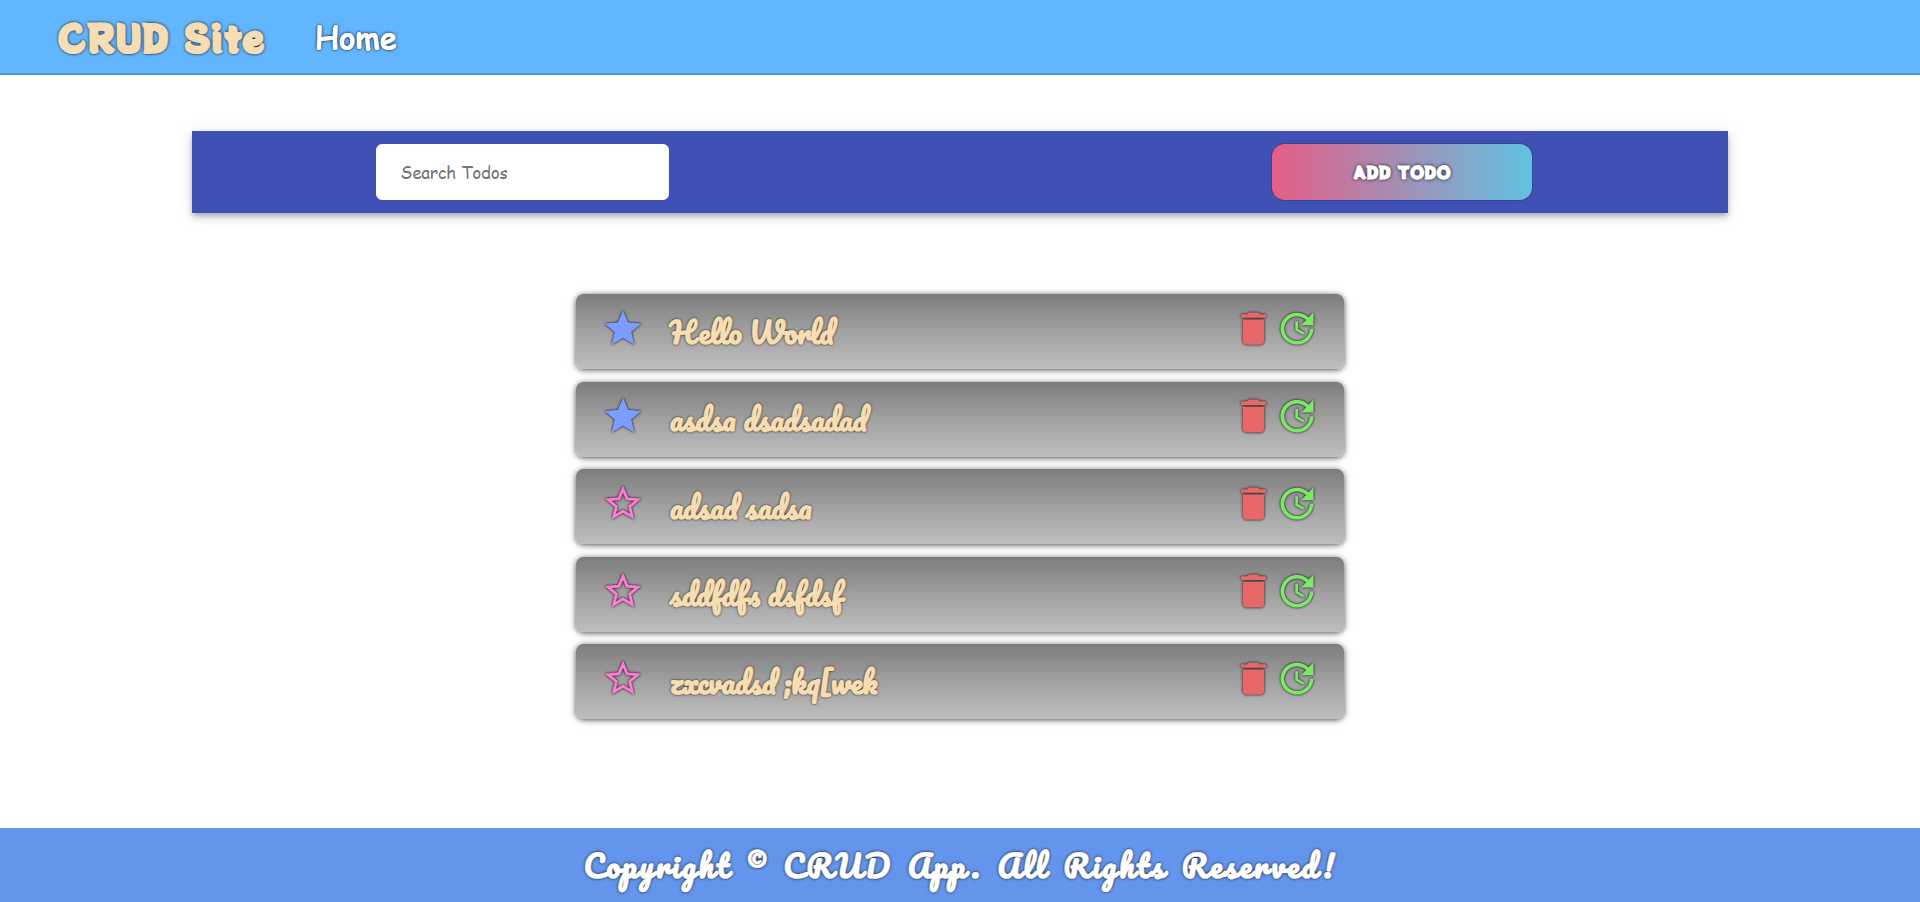 CRUD Site Home
Search Todos ADD TODO
Hello World
asdsa dsadsadad
adsad sadsa
sddfdfs dsfdsf
zxcvadsd ;kq[wek
Copyright © CRUD App. All Rights Reserved!